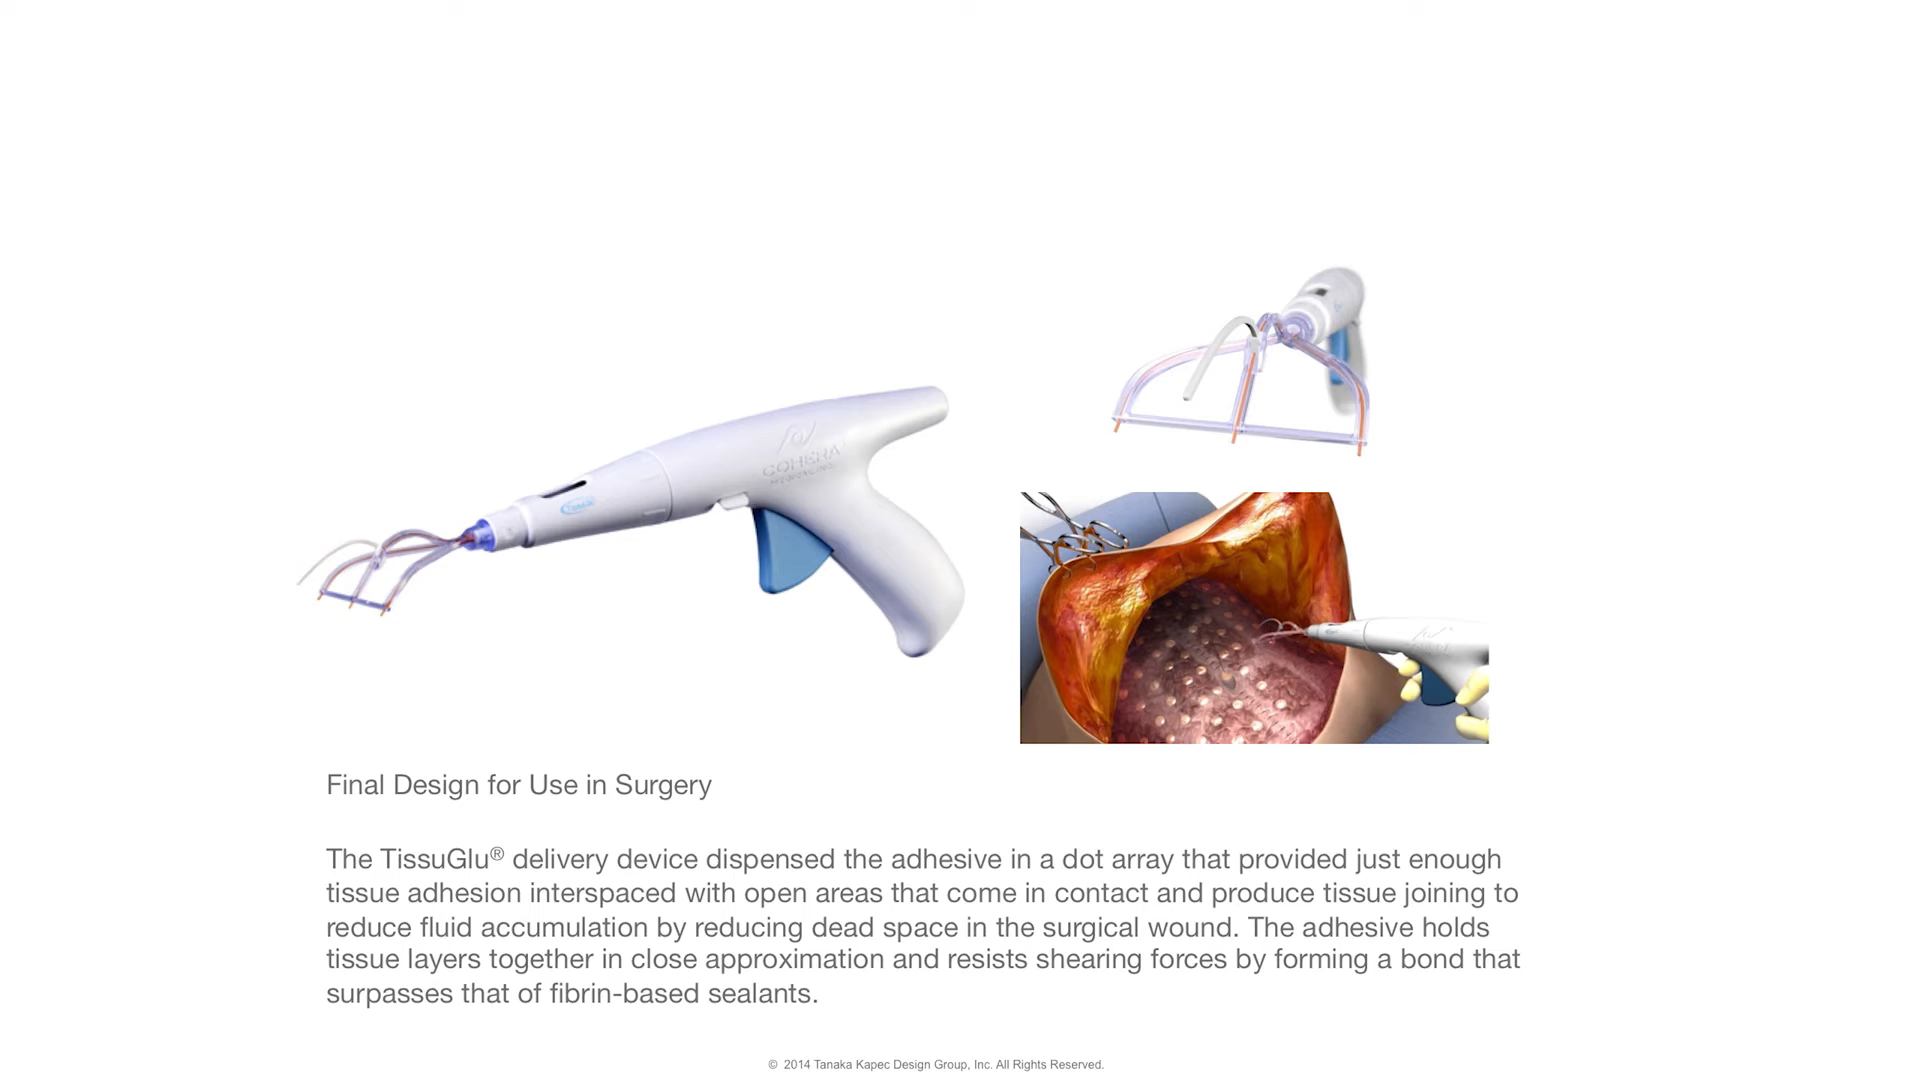 COHERA
TissuGlu
Final Design for Use in Surgery
The TissuGlu® delivery device dispensed the adhesive in a dot array that provided just enough
tissue adhesion interspaced with open areas that come in contact and produce tissue joining to
reduce fluid accumulation by reducing dead space in the surgical wound. The adhesive holds
tissue layers together in close approximation and resists shearing forces by forming a bond that
surpasses that of fibrin-based sealants.
© 2014 Tanaka Kapec Design Group, Inc. All Rights Reserved.